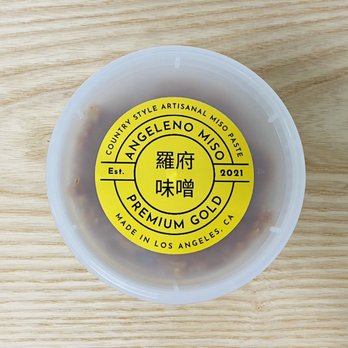 COUNTRY STYLE ARTISANAL MISO PASTE
ANGELENO MISO
Est.
羅府
2021
味噌
PREMIUM GOLD
MADE IN LOS ANGELES, CA